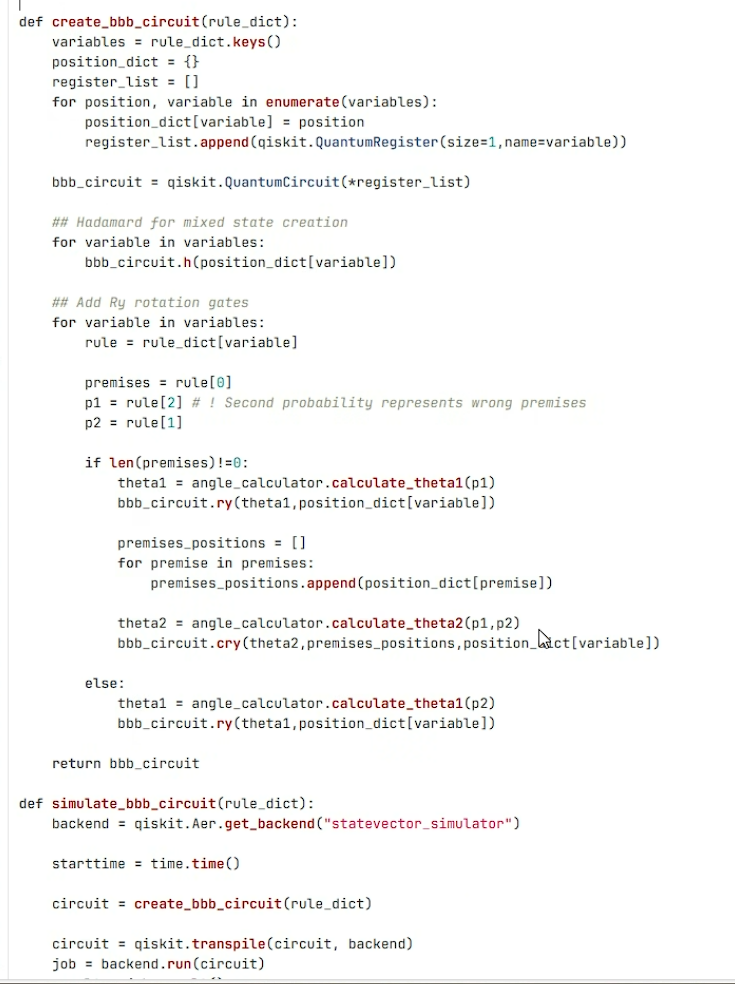 def create_bbb_circuit(rule_dict):
    variables = rule_dict.keys()
    position_dict = {}
    register_list = []
    for position, variable in enumerate(variables):
        position_dict[variable] = position
        register_list.append(qiskit.QuantumRegister(size=1,name=variable))
    bbb_circuit = qiskit.QuantumCircuit(*register_list)
    ## Hadamard for mixed state creation
    for variable in variables:
        bbb_circuit.h(position_dict[variable])
    ## Add Ry rotation gates
    for variable in variables:
        rule = rule_dict[variable]
        premises = rule[0]
        p1 = rule[2] # ! Second probability represents wrong premises
        p2 = rule[1]
        if len(premises)!=0:
            theta1 = angle_calculator.calculate_theta1(p1)
            bbb_circuit.ry(theta1,position_dict[variable])
            premises_positions = []
            for premise in premises:
                premises_positions.append(position_dict[premise])
            theta2 = angle_calculator.calculate_theta2(p1,p2)
            bbb_circuit.cry(theta2,premises_positions,position_dict[variable])
        else:
            theta1 = angle_calculator.calculate_theta1(p2)
            bbb_circuit.ry(theta1,position_dict[variable])
    return bbb_circuit
def simulate_bbb_circuit(rule_dict):
    backend = qiskit.Aer.get_backend("statevector_simulator")
    starttime = time.time()
    circuit = create_bbb_circuit(rule_dict)
    circuit = qiskit.transpile(circuit, backend)
    job = backend.run(circuit)